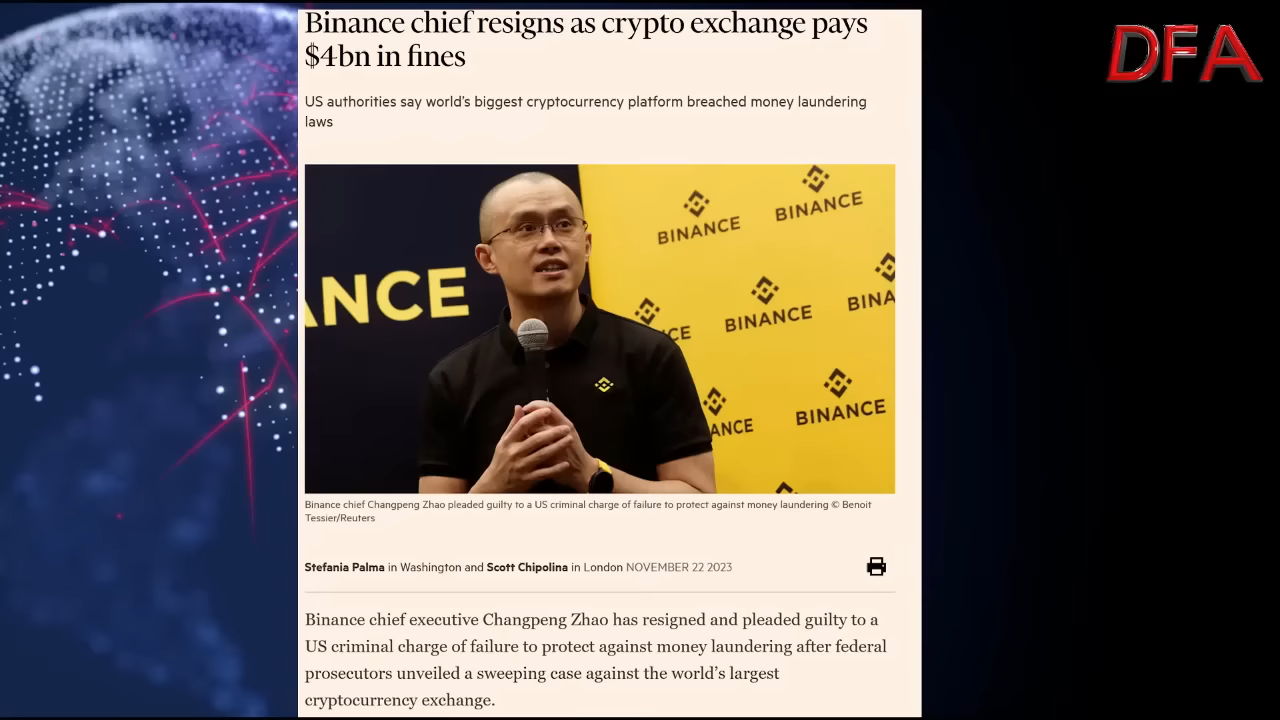 Binance chief resigns as crypto exchange pays
$4bn in fines
DFA
US authorities say world's biggest cryptocurrency platform breached money laundering
laws
BINANCE
BINANCE
ANCE
BINANCE
BINA
CE
BINANCE
ANCE
Binance chief Changpeng Zhao pleaded guilty to a US criminal charge of failure to protect against money laundering © Benoit
Tessier/Reuters
Stefania Palma in Washington and Scott Chipolina in London NOVEMBER 22 2023
Binance chief executive Changpeng Zhao has resigned and pleaded guilty to a
US criminal charge of failure to protect against money laundering after federal
prosecutors unveiled a sweeping case against the world's largest
cryptocurrency exchange.